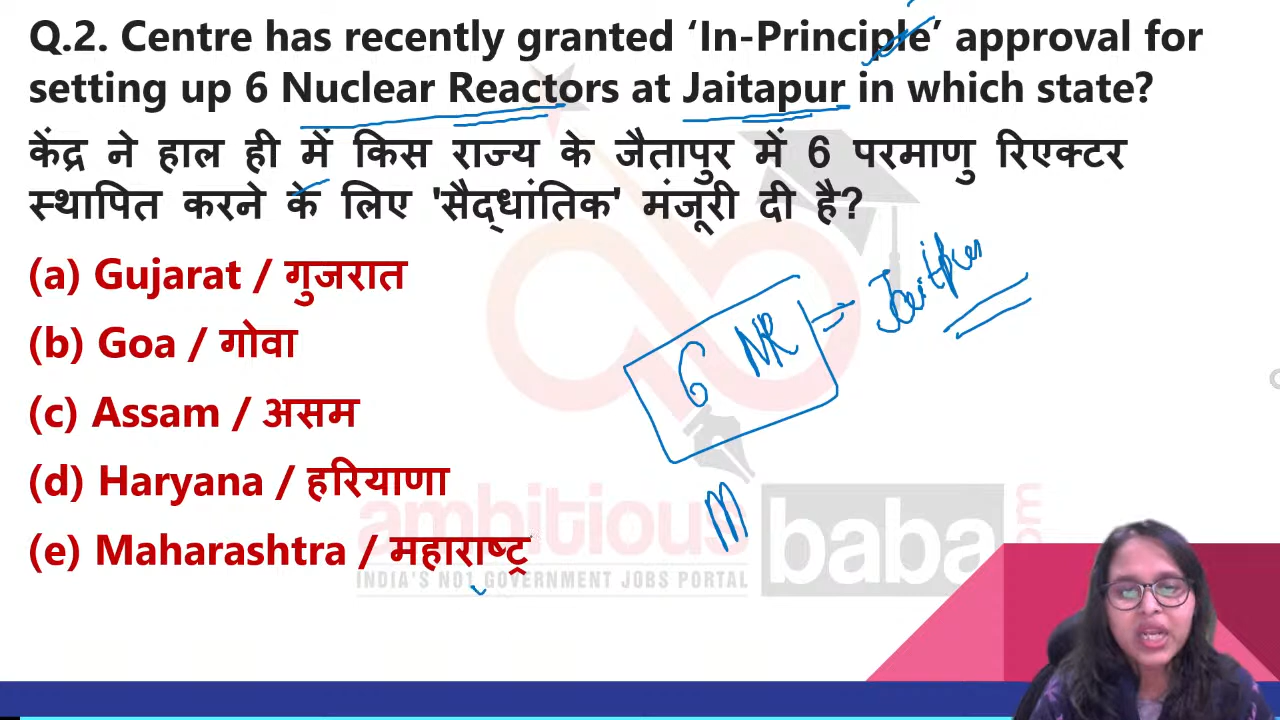 Q.2. Centre has recently granted ‘In-Principle’ approval for
setting up 6 Nuclear Reactors at Jaitapur in which state?
केंद्र ने हाल ही में किस राज्य के जैतापुर में 6 परमाणु रिएक्टर
स्थापित करने के लिए 'सैद्धांतिक' मंजूरी दी है?
(a) Gujarat / गुजरात
(b) Goa / गोवा
(c) Assam / असम
(d) Haryana / हरियाणा
(e) Maharashtra / महाराष्ट्र
6 NR
M
ambitious baba .com
INDIA'S NO1 GOVERNMENT JOBS PORTAL